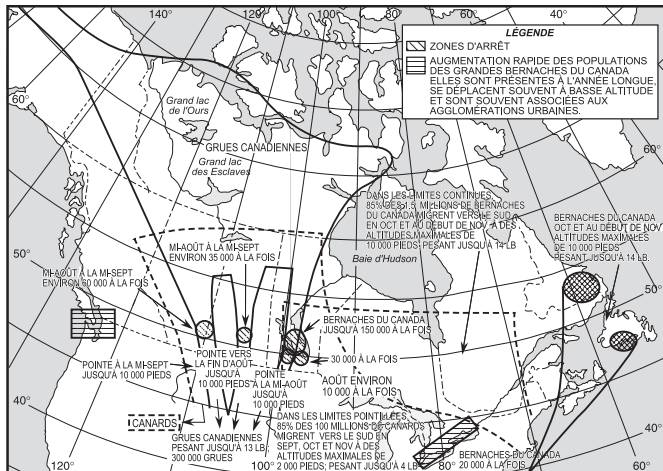 140°
120°
110°
100°
90°
80°
60°
40°
LÉGENDE
ZONES D'ARRÊT
AUGMENTATION RAPIDE DES POPULATIONS
DES GRANDES BERNACHES DU CANADA
ELLES SONT PRÉSENTES À L'ANNÉE LONGUE,
SE DÉPLACENT SOUVENT À BASSE ALTITUDE
ET SONT SOUVENT ASSOCIÉES AUX
AGGLOMÉRATIONS URBAINES.
60°
Grand lac
de l'Ours
GRUES CANADIENNES
Grand lac
des Esclaves
60°
DANS LES LIMITES CONTINUES,
85% DES 1.5, MILLIONS DE BERNACHES
DU CANADA MIGRENT VERS LE SUD
EN OCT ET AU DÉBUT DE NOV À DES
ALTITUDES MAXIMALES DE
10 000 PIEDS, PESANT JUSQU'À 14 LB.
BERNACHES DU CANADA
OCT ET AU DÉBUT DE NOV
ALTITUDES MAXIMALES
DE 10 000 PIEDS
PESANT JUSQU'À 14 LB.
Baie d'Hudson
50°
MI-AOÛT À LA MI-SEPT
ENVIRON 35 000 À LA FOIS
MI-AOÛT À LA MI-SEPT
ENVIRON 60 000 À LA FOIS
50°
BERNACHES DU CANADA
JUSQU'À 150 000 À LA FOIS
30 000 À LA FOIS
POINTE À LA MI-SEPT
JUSQU'À 10 000 PIEDS
POINTE VERS
LA FIN D'AOÛT
JUSQU'À
10 000 PIEDS
POINTE
À LA MI-AOÛT
JUSQU'À
10 000 PIEDS
AOÛT ENVIRON
10 000 À LA FOIS
40°
CANARDS
GRUES CANADIENNES
PESANT JUSQU'À 13 LB.
300 000 GRUES
DANS LES LIMITES POINTILLÉES,
85% DES 100 MILLIONS DE CANARDS
MIGRENT VERS LE SUD EN
SEPT, OCT ET NOV À DES
ALTITUDES MAXIMALES DE
2 000 PIEDS; PESANT JUSQU'À 4 LB.
BERNACHES DU CANADA
20 000 À LA FOIS
40°
120°
110°
100°
90°
80°
70°
60°